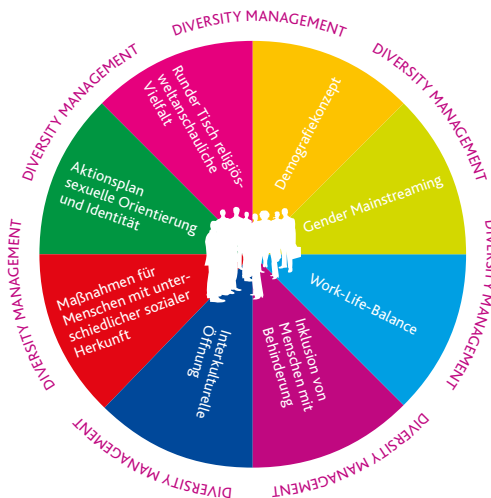 DIVERSITY MANAGEMENT
DIVERSITY MANAGEMENT
DIVERSITY MANAGEMENT
DIVERSITY MANAGEMENT
DIVERSITY MANAGEMENT
DIVERSITY MANAGEMENT
DIVERSITY MANAGEMENT
DIVERSITY MANAGEMENT
Demografiekonzept
Gender Mainstreaming
Work-Life-Balance
Inklusion von
Menschen mit
Behinderung
Interkulturelle
Öffnung
Maßnahmen für
Menschen mit unter-
schiedlicher sozialer
Herkunft
Aktionsplan
sexuelle Orientierung
und Identität
Runder Tisch religiös-
weltanschauliche
Vielfalt